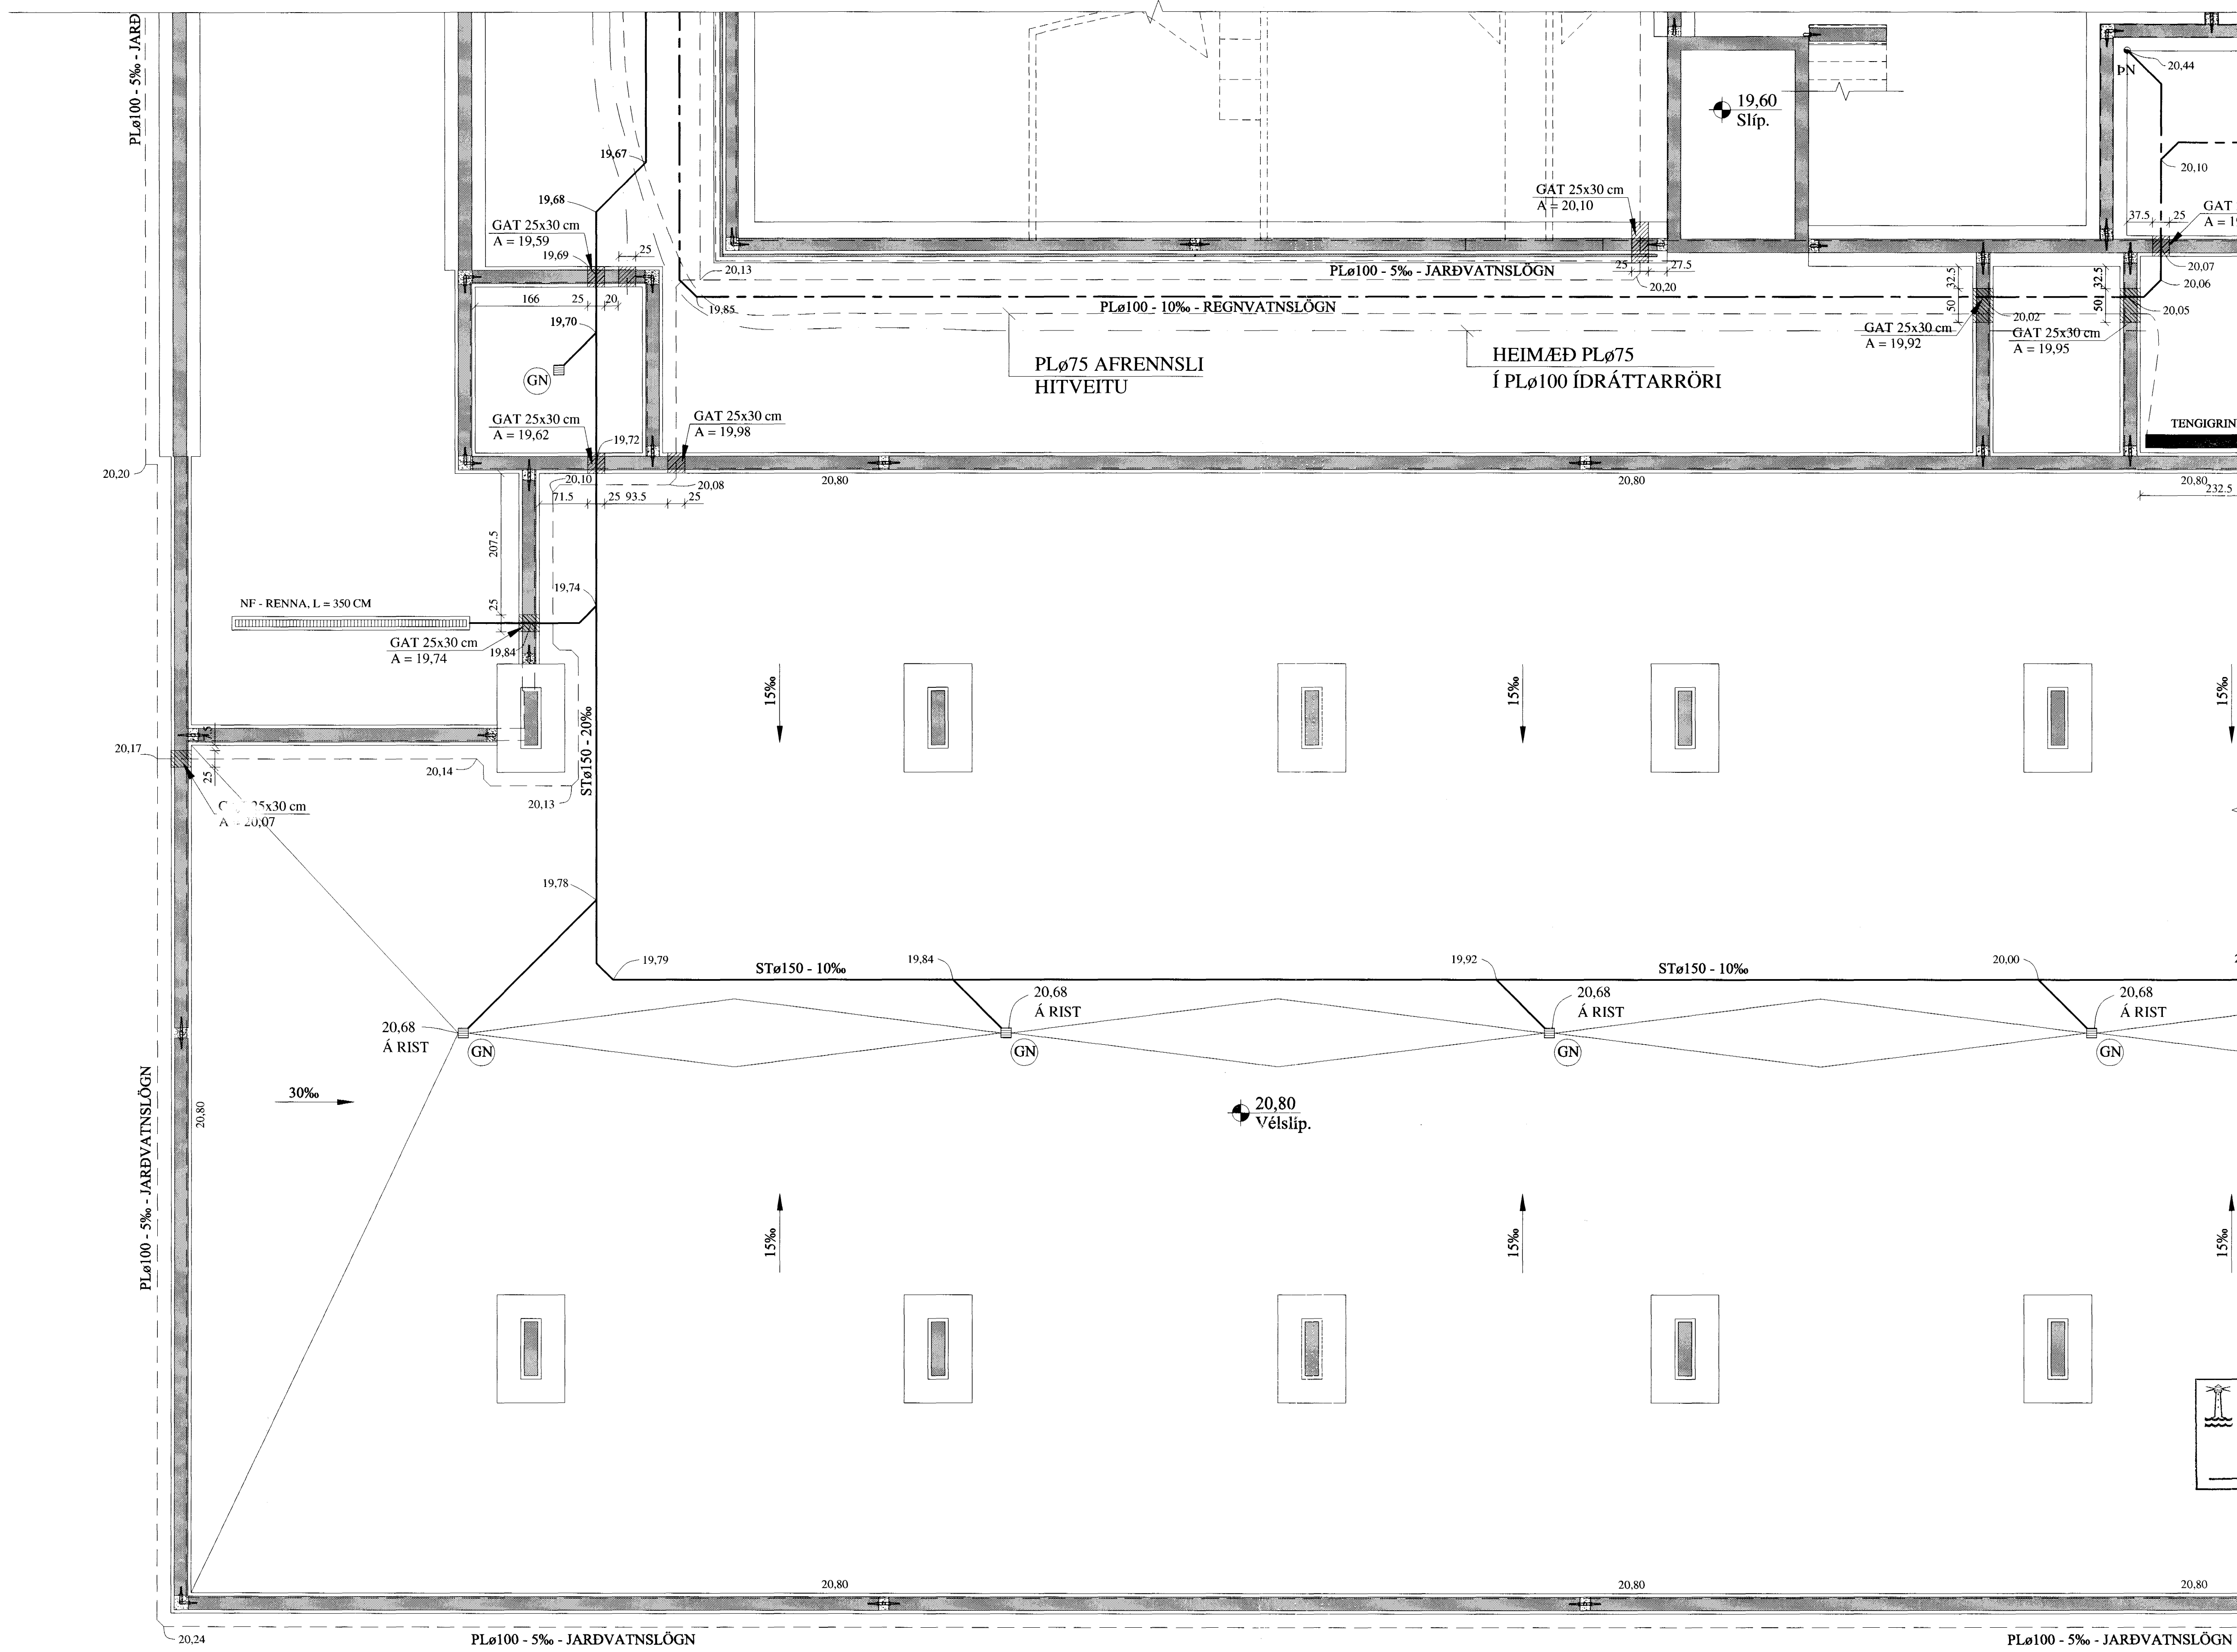 PLø100 - 5‰ - JARÐ
19,67
19,68
GAT 25x30 cm
A = 19,59
19,69
25
166
25
20
19,70
GN
GAT 25x30 cm
A = 19,62
19,72
GAT 25x30 cm
A = 19,98
20,13
19,85
PLø100 - 10‰ - REGNVATNSLÖGN
PLø100 - 5‰ - JARÐVATNSLÖGN
PLø75 AFRENNSLI
HITVEITU
HEIMÆÐ PLø75
Í PLø100 ÍDRÁTTARRÖRI
GAT 25x30 cm
A = 20,10
25
27.5
20,20
19,60
Slíp.
ÞN
20,44
20,10
37.5
25
GAT
20,07
20,06
32.5
50
20,02
GAT 25x30 cm
A = 19,92
32.5
50
20,05
GAT 25x30 cm
A = 19,95
TENGIGRIN
20,20
20,10
20,08
71.5
25
93.5
25
20,80
20,80
20,80
232.5
207.5
25
NF - RENNA, L = 350 CM
19,74
GAT 25x30 cm
A = 19,74
19,84
STø150 - 20‰
15‰
15‰
15‰
20,17
25
20,14
20,13
25x30 cm
20,07
19,78
19,79
STø150 - 10‰
19,84
19,92
STø150 - 10‰
20,00
20,68
Á RIST
GN
20,68
Á RIST
GN
20,68
Á RIST
GN
20,68
Á RIST
GN
PLø100 - 5‰ - JARÐVATNSLÖGN
20,80
30‰
20,80
Vélslíp.
15‰
15‰
15‰
20,80
20,80
20,80
20,24
PLø100 - 5‰ - JARÐVATNSLÖGN
PLø100 - 5‰ - JARÐVATNSLÖGN